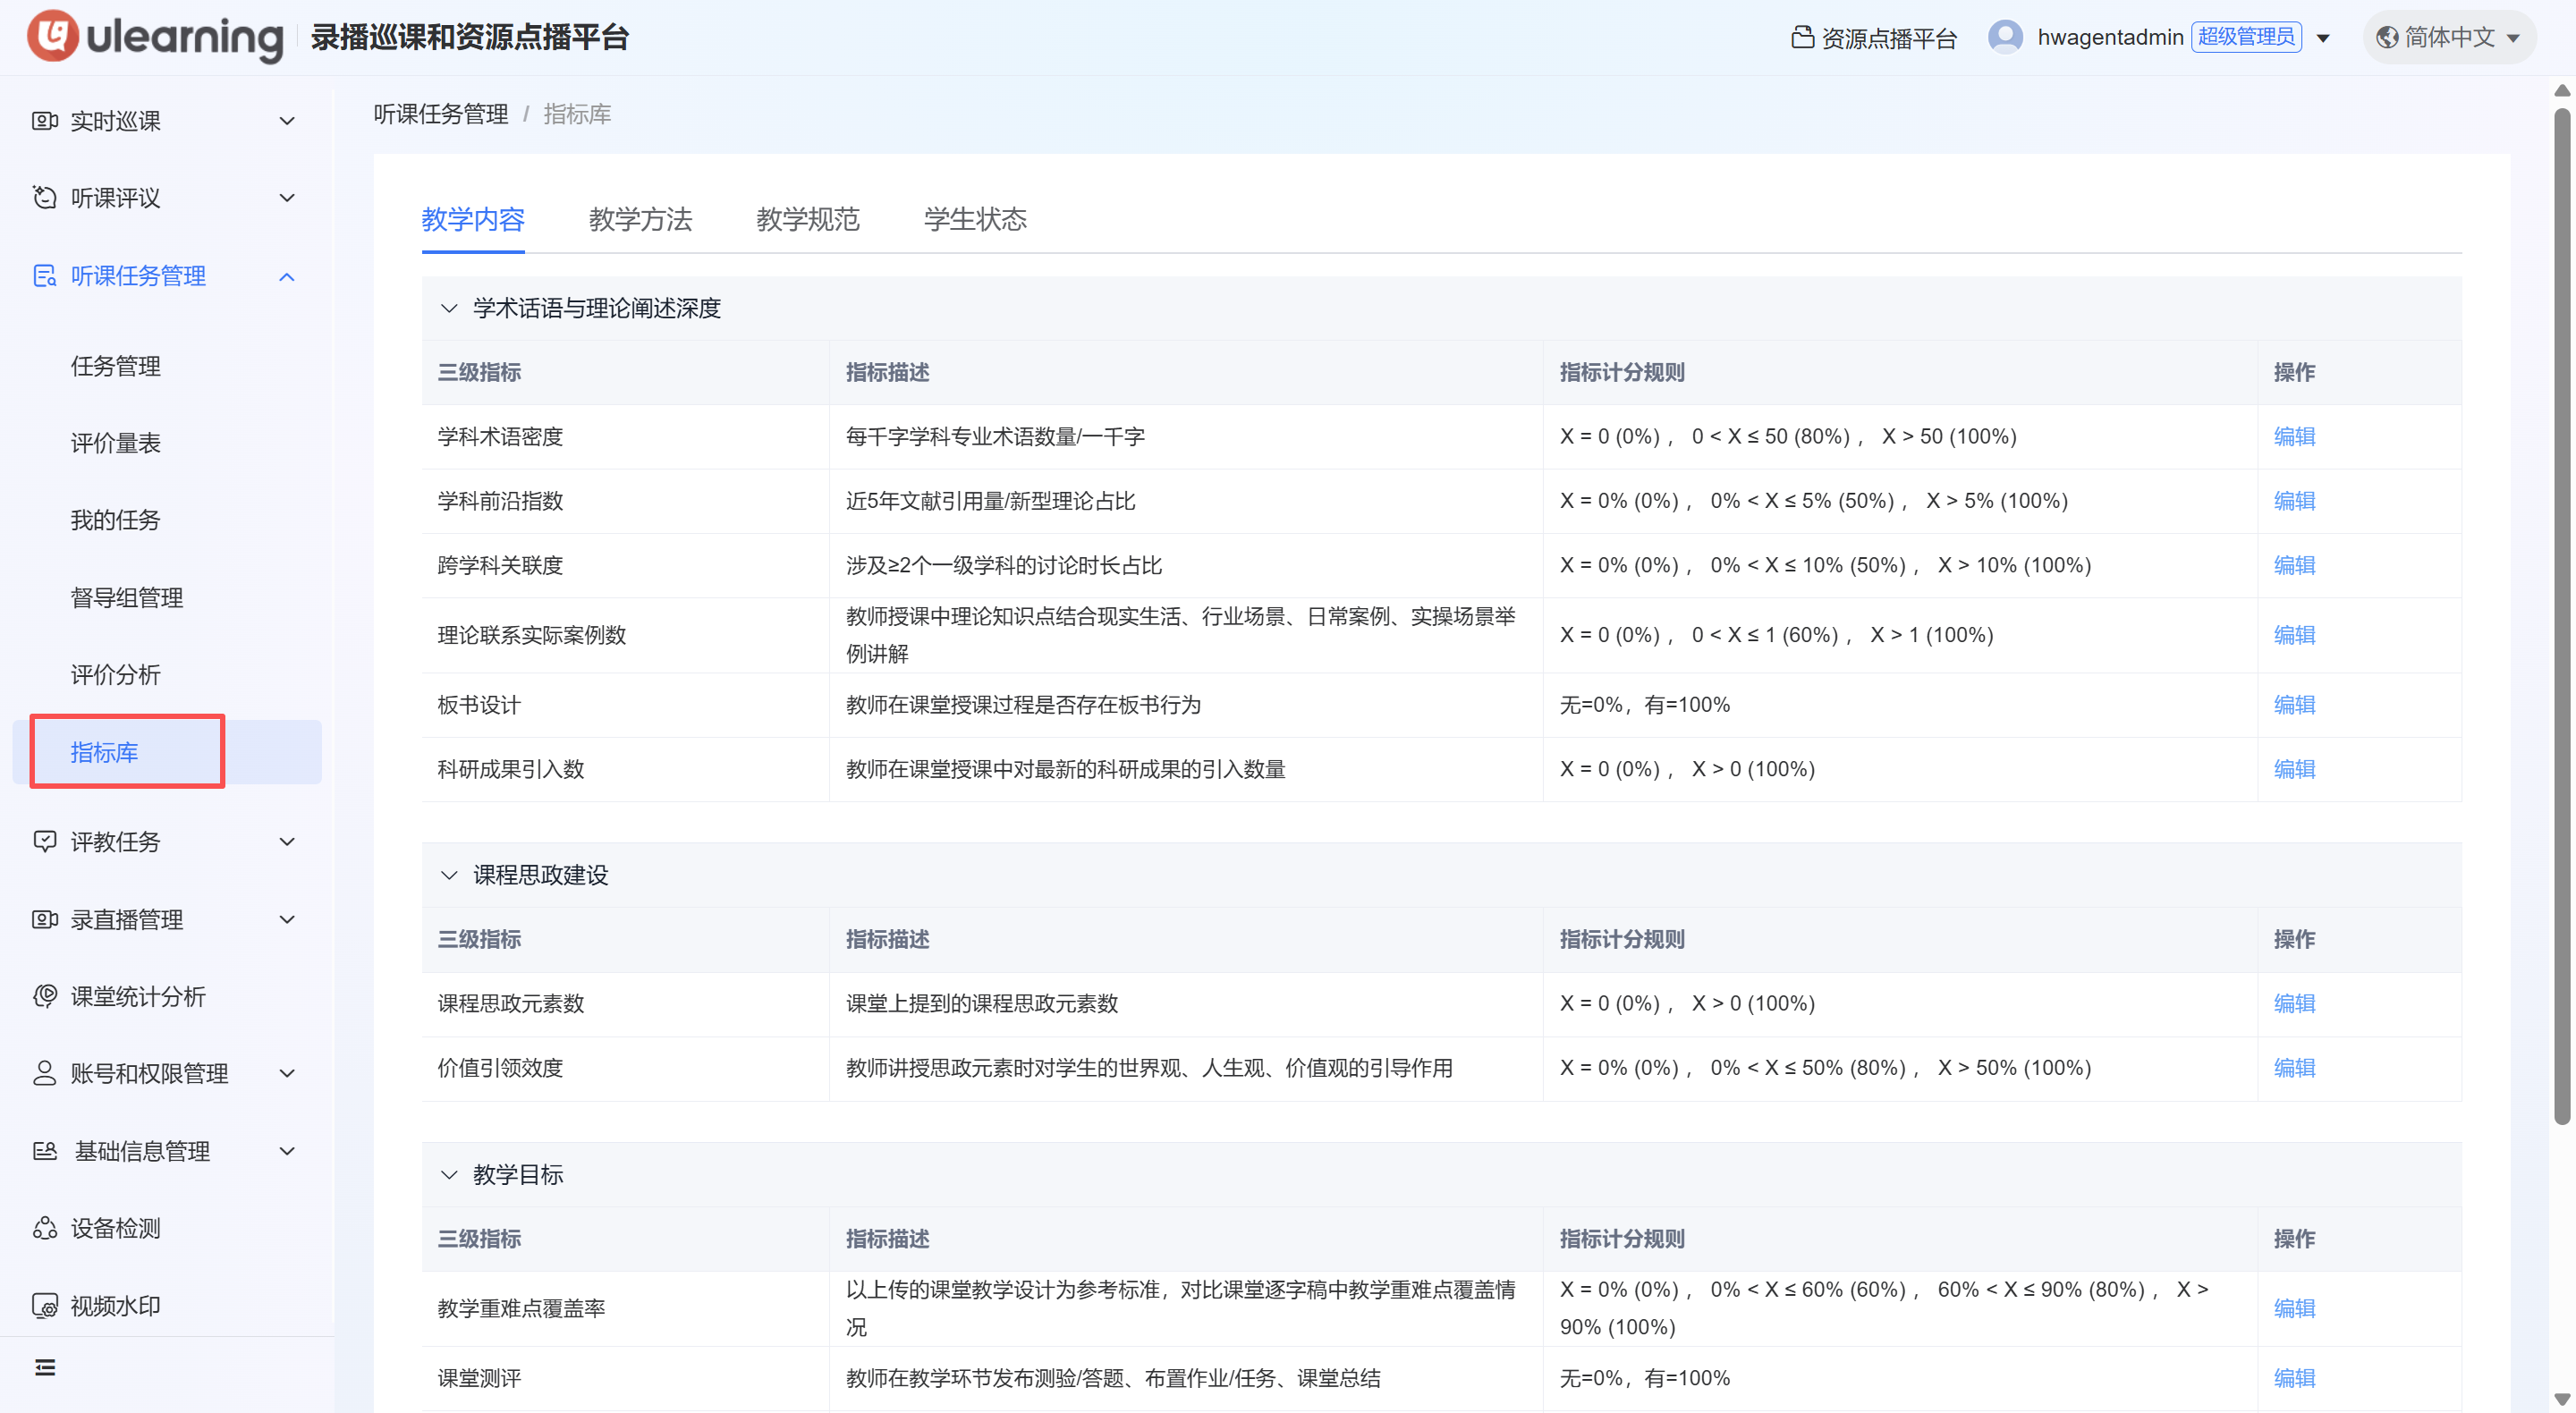 ulearning 录播巡课和资源点播平台 资源点播平台 hwagentadmin 超级管理员 简体中文
实时巡课
听课评议
听课任务管理
任务管理
评价量表
我的任务
督导组管理
评价分析
指标库
评教任务
录直播管理
课堂统计分析
账号和权限管理
基础信息管理
设备检测
视频水印
听课任务管理 / 指标库
教学内容 教学方法 教学规范 学生状态
学术话语与理论阐述深度
三级指标 指标描述 指标计分规则 操作
学科术语密度 每千字学科专业术语数量/一千字 X = 0 (0%) , 0 < X ≤ 50 (80%) , X > 50 (100%) 编辑
学科前沿指数 近5年文献引用量/新型理论占比 X = 0% (0%) , 0% < X ≤ 5% (50%) , X > 5% (100%) 编辑
跨学科关联度 涉及≥2个一级学科的讨论时长占比 X = 0% (0%) , 0% < X ≤ 10% (50%) , X > 10% (100%) 编辑
理论联系实际案例数 教师授课中理论知识点结合现实生活、行业场景、日常案例、实操场景举
例讲解 X = 0 (0%) , 0 < X ≤ 1 (60%) , X > 1 (100%) 编辑
板书设计 教师在课堂授课过程是否存在板书行为 无=0%，有=100% 编辑
科研成果引入数 教师在课堂授课中对最新的科研成果的引入数量 X = 0 (0%) , X > 0 (100%) 编辑
课程思政建设
三级指标 指标描述 指标计分规则 操作
课程思政元素数 课堂上提到的课程思政元素数 X = 0 (0%) , X > 0 (100%) 编辑
价值引领效度 教师讲授思政元素时对学生的世界观、人生观、价值观的引导作用 X = 0% (0%) , 0% < X ≤ 50% (80%) , X > 50% (100%) 编辑
教学目标
三级指标 指标描述 指标计分规则 操作
教学重难点覆盖率 以上传的课堂教学设计为参考标准，对比课堂逐字稿中教学重难点覆盖情
况 X = 0% (0%) , 0% < X ≤ 60% (60%) , 60% < X ≤ 90% (80%) , X >
90% (100%) 编辑
课堂测评 教师在教学环节发布测验/答题、布置作业/任务、课堂总结 无=0%，有=100% 编辑